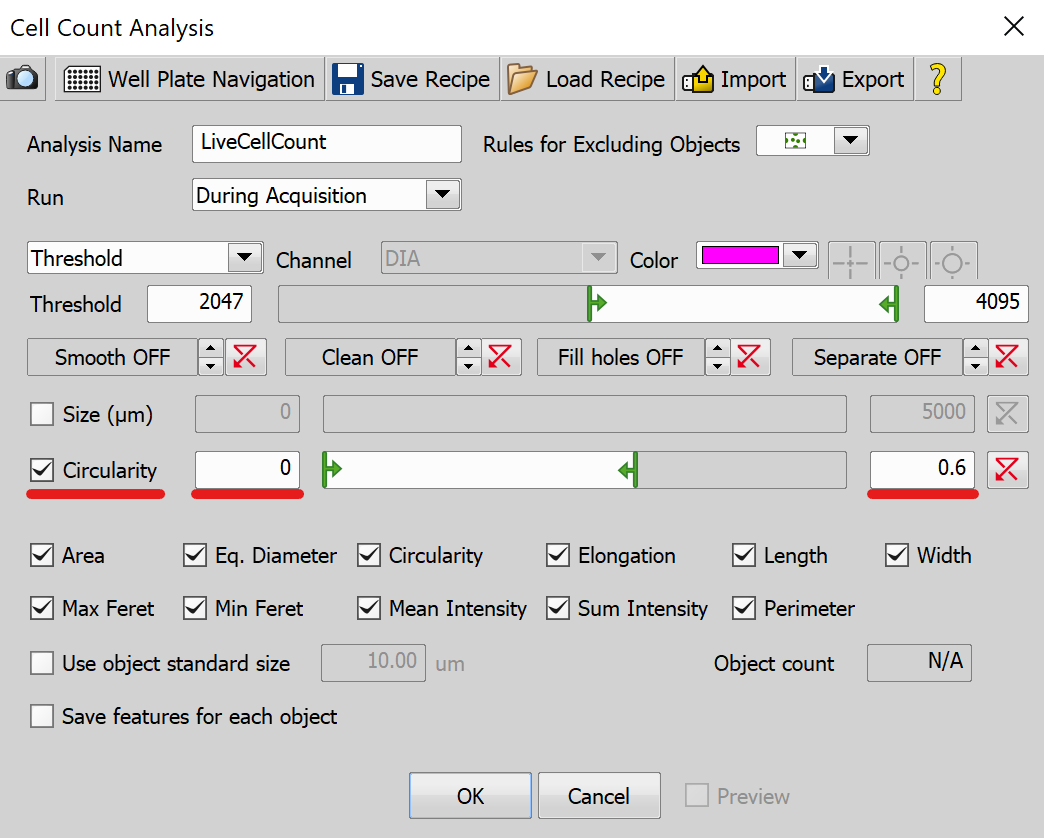 Cell Count Analysis
Well Plate Navigation Save Recipe Load Recipe Import Export ?
Analysis Name LiveCellCount Rules for Excluding Objects
Run During Acquisition
Threshold Channel DIA Color
Threshold 2047 4095
Smooth OFF Clean OFF Fill holes OFF Separate OFF
Size (μm) 0 5000
Circularity 0 0.6
Area Eq. Diameter Circularity Elongation Length Width
Max Feret Min Feret Mean Intensity Sum Intensity Perimeter
Use object standard size 10.00 um Object count N/A
Save features for each object
OK Cancel Preview